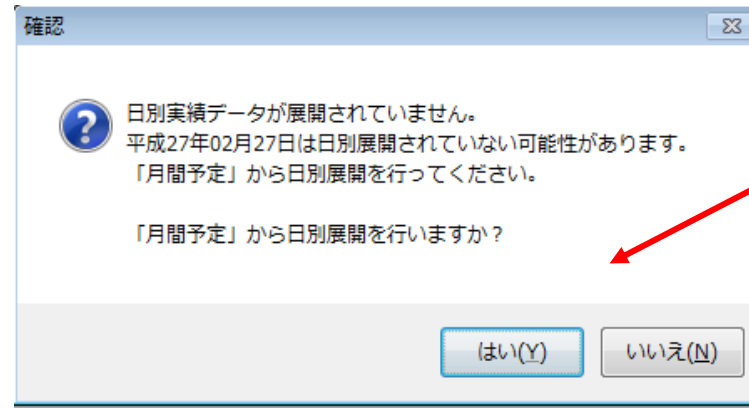 確認
日別実績データが展開されていません。
平成27年02月27日は日別展開されていない可能性があります。
「月間予定」から日別展開を行ってください。
「月間予定」から日別展開を行いますか？
はい(Y)
いいえ(N)